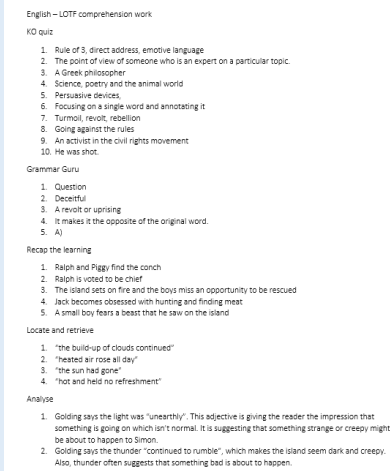 English – LOTF comprehension work
KO quiz
1. Rule of 3, direct address, emotive language
2. The point of view of someone who is an expert on a particular topic.
3. A Greek philosopher
4. Science, poetry and the animal world
5. Persuasive devices,
6. Focusing on a single word and annotating it
7. Turmoil, revolt, rebellion
8. Going against the rules
9. An activist in the civil rights movement
10. He was shot.
Grammar Guru
1. Question
2. Deceitful
3. A revolt or uprising
4. It makes it the opposite of the original word.
5. A)
Recap the learning
1. Ralph and Piggy find the conch
2. Ralph is voted to be chief
3. The island sets on fire and the boys miss an opportunity to be rescued
4. Jack becomes obsessed with hunting and finding meat
5. A small boy fears a beast that he saw on the island
Locate and retrieve
1. "the build-up of clouds continued"
2. "heated air rose all day"
3. "the sun had gone"
4. "hot and held no refreshment"
Analyse
1. Golding says the light was "unearthly". This adjective is giving the reader the impression that
something is going on which isn't normal. It is suggesting that something strange or creepy might
be about to happen to Simon.
2. Golding says the thunder "continued to rumble", which makes the island seem dark and creepy.
Also, thunder often suggests that something bad is about to happen.